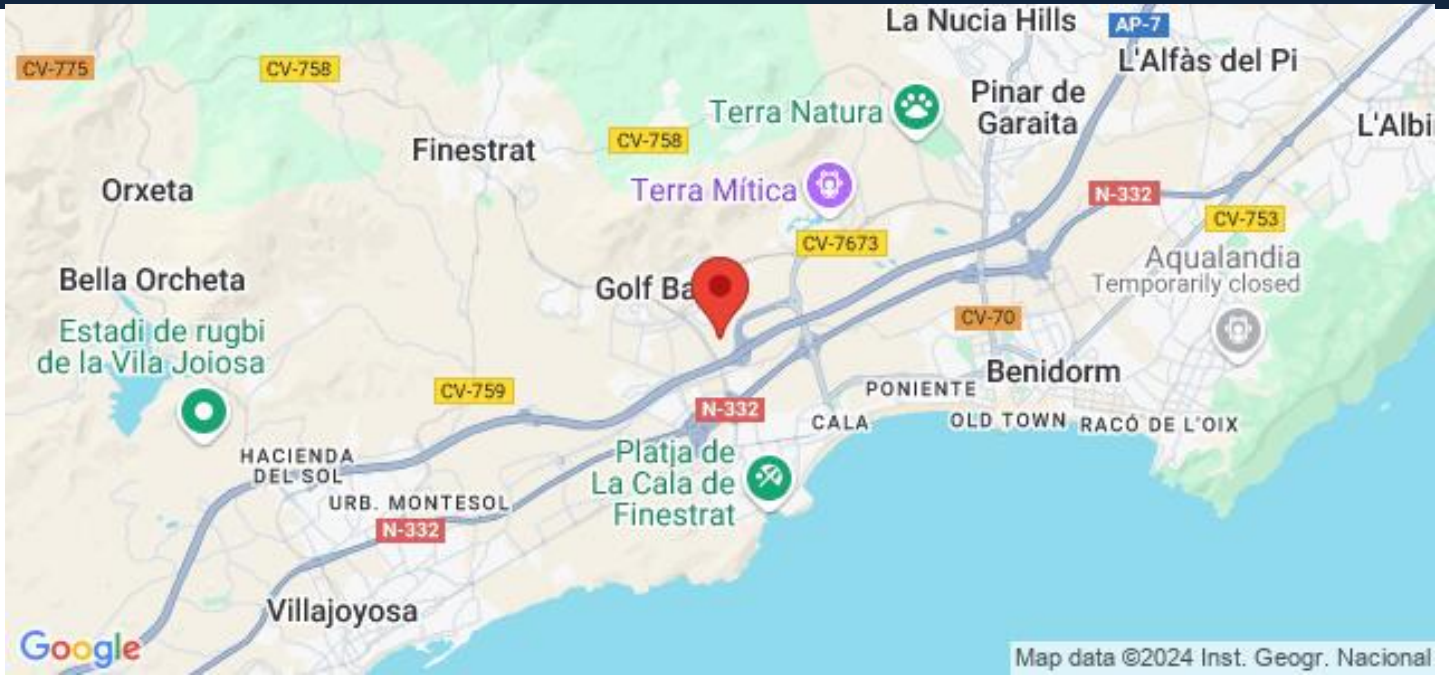 La Nucia Hills
AP-7
L'Alfàs del Pi
CV-775
CV-758
Terra Natura
Pinar de
Garaita
L'Albi
Finestrat
CV-758
Orxeta
Terra Mítica
N-332
CV-753
CV-7673
Aqualandia
Temporarily closed
Bella Orcheta
Golf Ba
Estadi de rugbi
de la Vila Joiosa
CV-70
Benidorm
CV-759
PONIENTE
N-332
CALA
OLD TOWN
RACÓ DE L'OIX
HACIENDA
DEL SOL
Platja de
La Cala de
Finestrat
URB. MONTESOL
N-332
Villajoyosa
Google
Map data ©2024 Inst. Geogr. Nacional